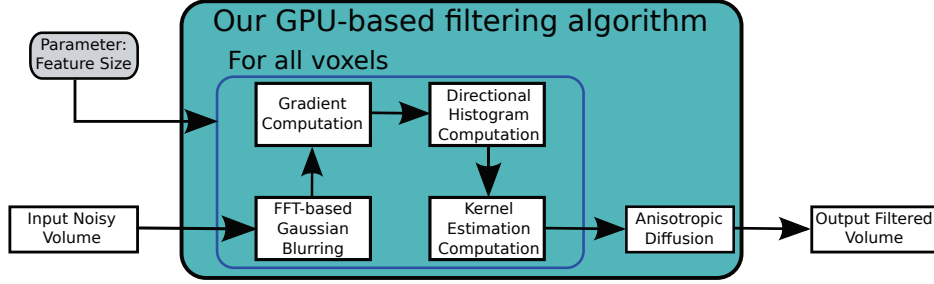 Our GPU-based filtering algorithm
Parameter:
Feature Size
For all voxels
Gradient
Computation
Directional
Histogram
Computation
Input Noisy
Volume
FFT-based
Gaussian
Blurring
Kernel
Estimation
Computation
Anisotropic
Diffusion
Output Filtered
Volume